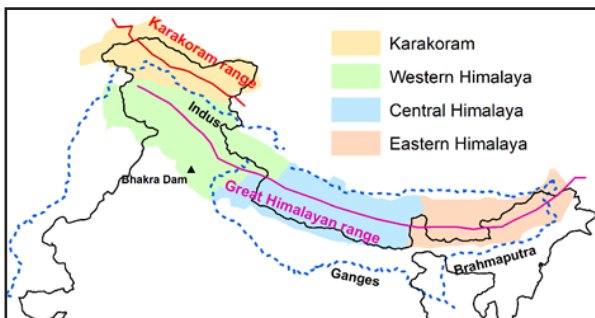 Karakoram range
Karakoram
Western Himalaya
Central Himalaya
Eastern Himalaya
Indus
Bhakra Dam
Great Himalayan range
Brahmaputra
Ganges